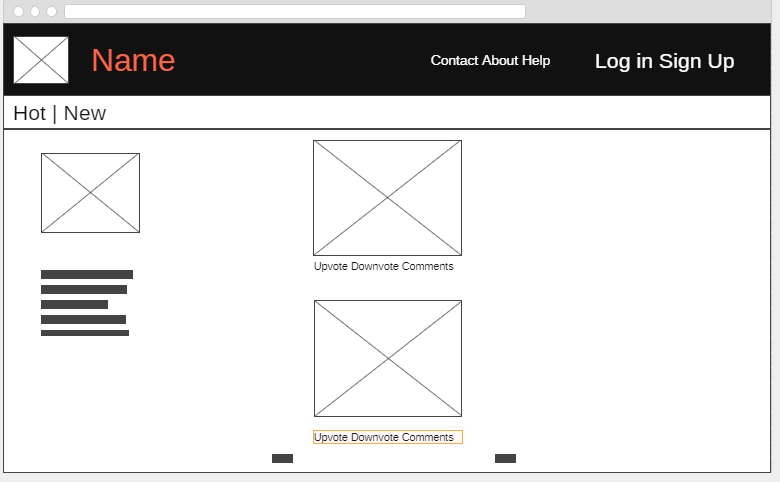 Name
Contact About Help
Log in Sign Up
Hot | New
Upvote Downvote Comments
Upvote Downvote Comments